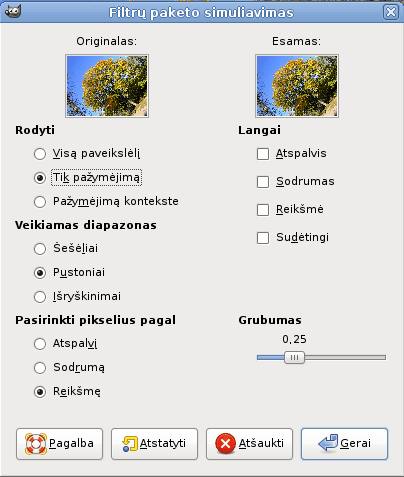 Filtrų paketo simuliavimas
Originalas:
Esamas:
Rodyti
Visą paveikslėlį
Tik pažymėjimą
Pažymėjimą kontekste
Langai
Atspalvis
Sodrumas
Reikšmė
Sudėtingi
Veikiamas diapazonas
Šešėliai
Pustoniai
Išryškinimai
Pasirinkti pikselius pagal
Atspalvį
Sodrumą
Reikšmę
Grubumas
0,25
Pagalba
Atstatyti
Atšaukti
Gerai